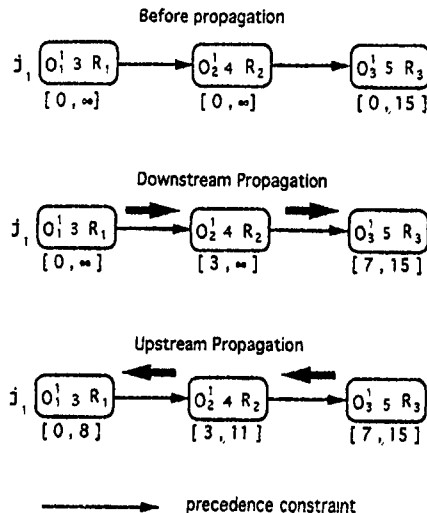 Before propagation
j₁ O₁¹ 3 R₁ O₂¹ 4 R₂ O₃¹ 5 R₃
[0,∞] [0,∞] [0,15]
Downstream Propagation
j₁ O₁¹ 3 R₁ O₂¹ 4 R₂ O₃¹ 5 R₃
[0,∞] [3,∞] [7,15]
Upstream Propagation
j₁ O₁¹ 3 R₁ O₂¹ 4 R₂ O₃¹ 5 R₃
[0,8] [3,11] [7,15]
precedence constraint